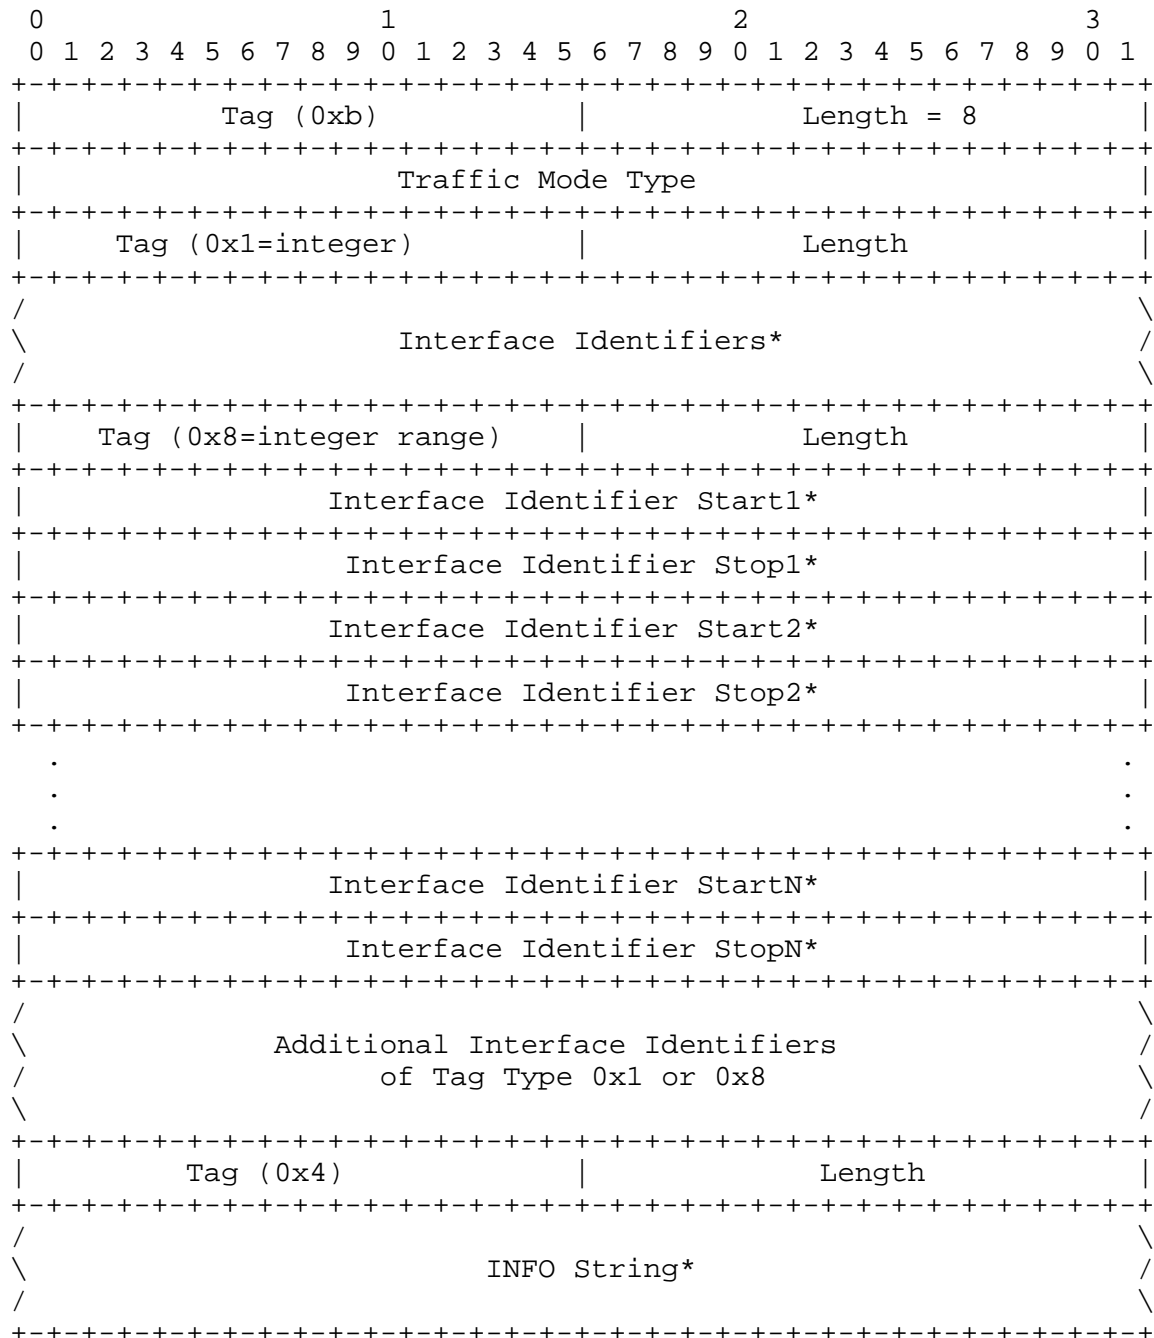 0                   1                   2                   3
 0 1 2 3 4 5 6 7 8 9 0 1 2 3 4 5 6 7 8 9 0 1 2 3 4 5 6 7 8 9 0 1
+-+-+-+-+-+-+-+-+-+-+-+-+-+-+-+-+-+-+-+-+-+-+-+-+-+-+-+-+-+-+-+-+
|           Tag (0xb)           |            Length = 8         |
+-+-+-+-+-+-+-+-+-+-+-+-+-+-+-+-+-+-+-+-+-+-+-+-+-+-+-+-+-+-+-+-+
|                     Traffic Mode Type                         |
+-+-+-+-+-+-+-+-+-+-+-+-+-+-+-+-+-+-+-+-+-+-+-+-+-+-+-+-+-+-+-+-+
|     Tag (0x1=integer)         |            Length             |
+-+-+-+-+-+-+-+-+-+-+-+-+-+-+-+-+-+-+-+-+-+-+-+-+-+-+-+-+-+-+-+-+
/                                                               \
\                     Interface Identifiers*                    /
/                                                               \
+-+-+-+-+-+-+-+-+-+-+-+-+-+-+-+-+-+-+-+-+-+-+-+-+-+-+-+-+-+-+-+-+
|    Tag (0x8=integer range)    |            Length             |
+-+-+-+-+-+-+-+-+-+-+-+-+-+-+-+-+-+-+-+-+-+-+-+-+-+-+-+-+-+-+-+-+
|                 Interface Identifier Start1*                  |
+-+-+-+-+-+-+-+-+-+-+-+-+-+-+-+-+-+-+-+-+-+-+-+-+-+-+-+-+-+-+-+-+
|                  Interface Identifier Stop1*                  |
+-+-+-+-+-+-+-+-+-+-+-+-+-+-+-+-+-+-+-+-+-+-+-+-+-+-+-+-+-+-+-+-+
|                 Interface Identifier Start2*                  |
+-+-+-+-+-+-+-+-+-+-+-+-+-+-+-+-+-+-+-+-+-+-+-+-+-+-+-+-+-+-+-+-+
|                  Interface Identifier Stop2*                  |
+-+-+-+-+-+-+-+-+-+-+-+-+-+-+-+-+-+-+-+-+-+-+-+-+-+-+-+-+-+-+-+-+
  .                                                            .
  .                                                            .
  .                                                            .
+-+-+-+-+-+-+-+-+-+-+-+-+-+-+-+-+-+-+-+-+-+-+-+-+-+-+-+-+-+-+-+-+
|                 Interface Identifier StartN*                  |
+-+-+-+-+-+-+-+-+-+-+-+-+-+-+-+-+-+-+-+-+-+-+-+-+-+-+-+-+-+-+-+-+
|                  Interface Identifier StopN*                  |
+-+-+-+-+-+-+-+-+-+-+-+-+-+-+-+-+-+-+-+-+-+-+-+-+-+-+-+-+-+-+-+-+
/                                                               \
\              Additional Interface Identifiers                 /
/                    of Tag Type 0x1 or 0x8                     \
\                                                               /
+-+-+-+-+-+-+-+-+-+-+-+-+-+-+-+-+-+-+-+-+-+-+-+-+-+-+-+-+-+-+-+-+
|         Tag (0x4)             |             Length            |
+-+-+-+-+-+-+-+-+-+-+-+-+-+-+-+-+-+-+-+-+-+-+-+-+-+-+-+-+-+-+-+-+
/                                                               \
\                          INFO String*                         /
/                                                               \
+-+-+-+-+-+-+-+-+-+-+-+-+-+-+-+-+-+-+-+-+-+-+-+-+-+-+-+-+-+-+-+-+